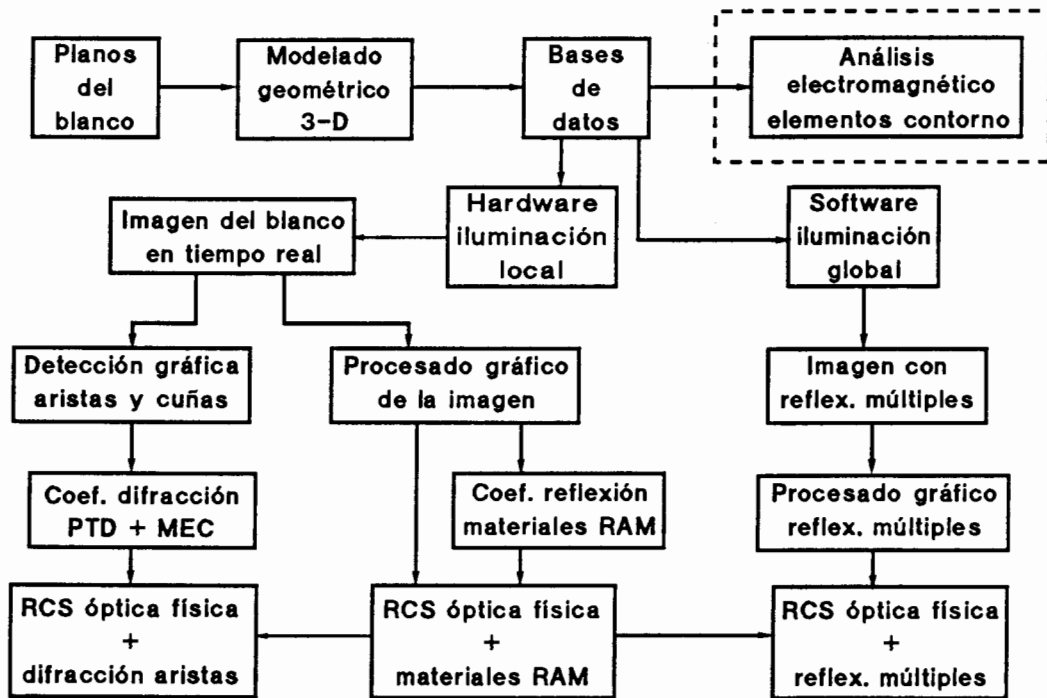 Planos
del
blanco
Modelado
geométrico
3-D
Bases
de
datos
Análisis
electromagnético
elementos contorno
Imagen del blanco
en tiempo real
Hardware
iluminación
local
Software
iluminación
global
Detección gráfica
aristas y cuñas
Procesado gráfico
de la imagen
Imagen con
reflex. múltiples
Coef. difracción
PTD + MEC
Coef. reflexión
materiales RAM
Procesado gráfico
reflex. múltiples
RCS óptica física
+
difracción aristas
RCS óptica física
+
materiales RAM
RCS óptica física
+
reflex. múltiples